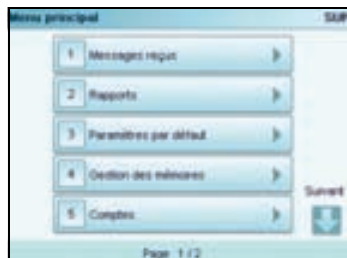 Menu principal SUP
1 Messages reçus
2 Rapports
3 Paramètres par défaut
4 Gestion des mémoires
5 Comptes
Suivant
Page 1/2